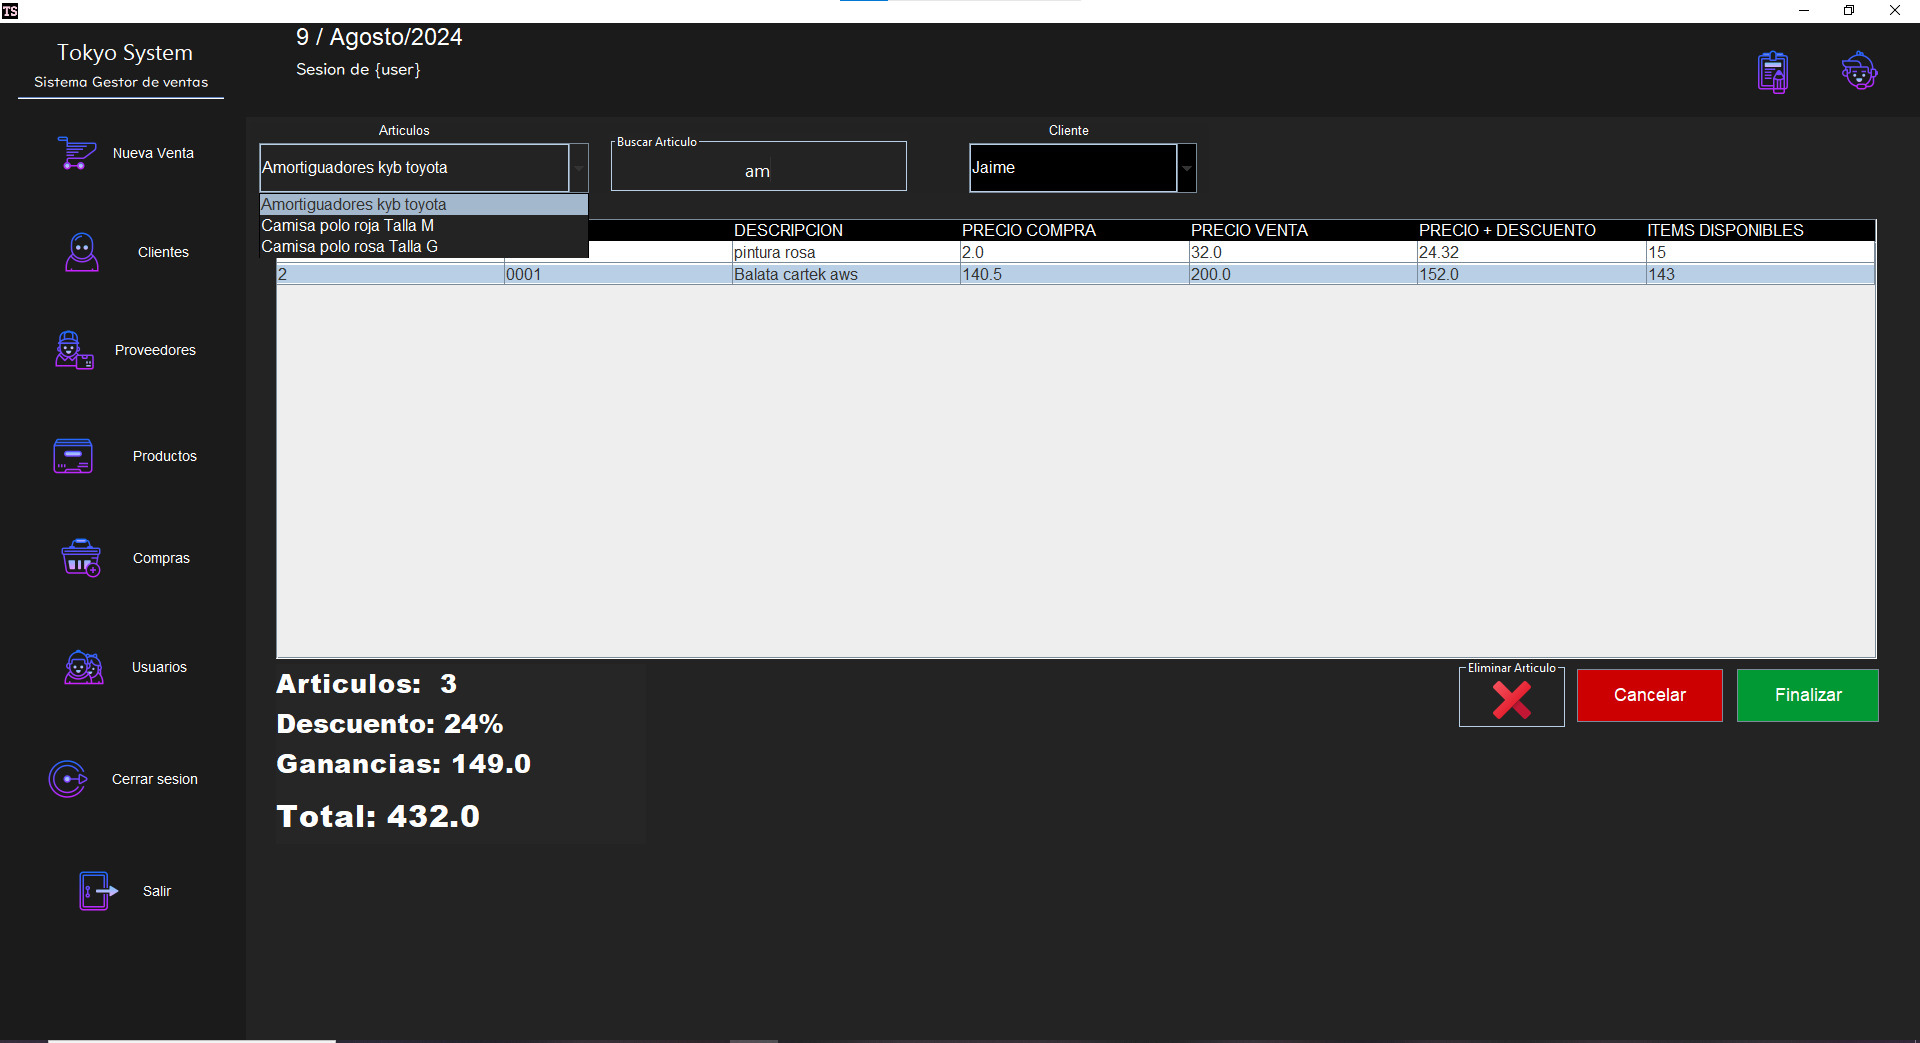 TS
Tokyo System
Sistema Gestor de ventas
9 / Agosto/2024
Sesion de {user}
Nueva Venta
Clientes
Proveedores
Productos
Compras
Usuarios
Cerrar sesion
Salir
Articulos
Amortiguadores kyb toyota
Buscar Articulo
am
Cliente
Jaime
Amortiguadores kyb toyota
Camisa polo roja Talla M
Camisa polo rosa Talla G
DESCRIPCION PRECIO COMPRA PRECIO VENTA PRECIO + DESCUENTO ITEMS DISPONIBLES
pintura rosa 2.0 32.0 24.32 15
2 0001 Balata cartek aws 140.5 200.0 152.0 143
Articulos: 3
Descuento: 24%
Ganancias: 149.0
Total: 432.0
Eliminar Articulo
Cancelar
Finalizar